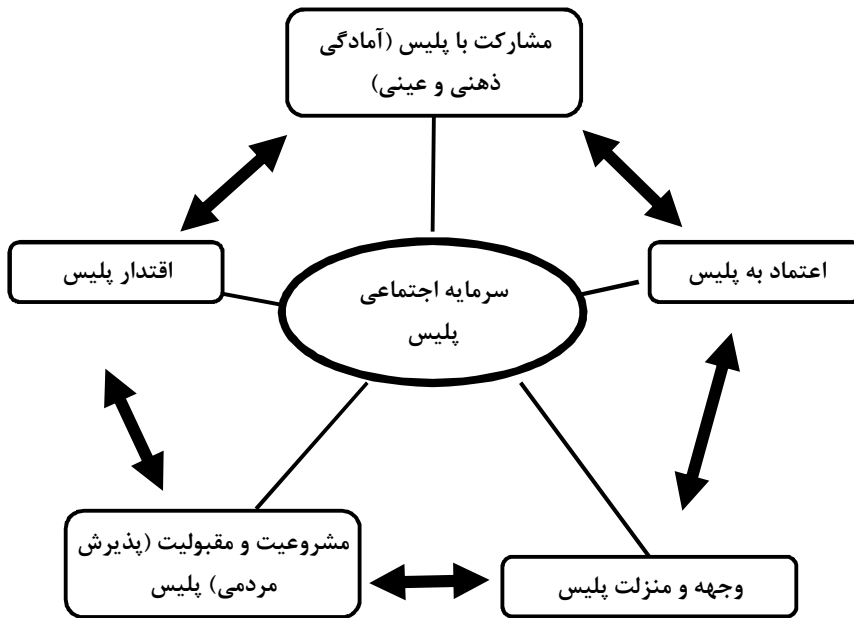 مشارکت با پلیس (آمادگی
ذهنی و عینی)
اعتماد به پلیس
اقتدار پلیس
سرمایه اجتماعی
پلیس
مشروعیت و مقبولیت (پذیرش
مردمی) پلیس
وجهه و منزلت پلیس